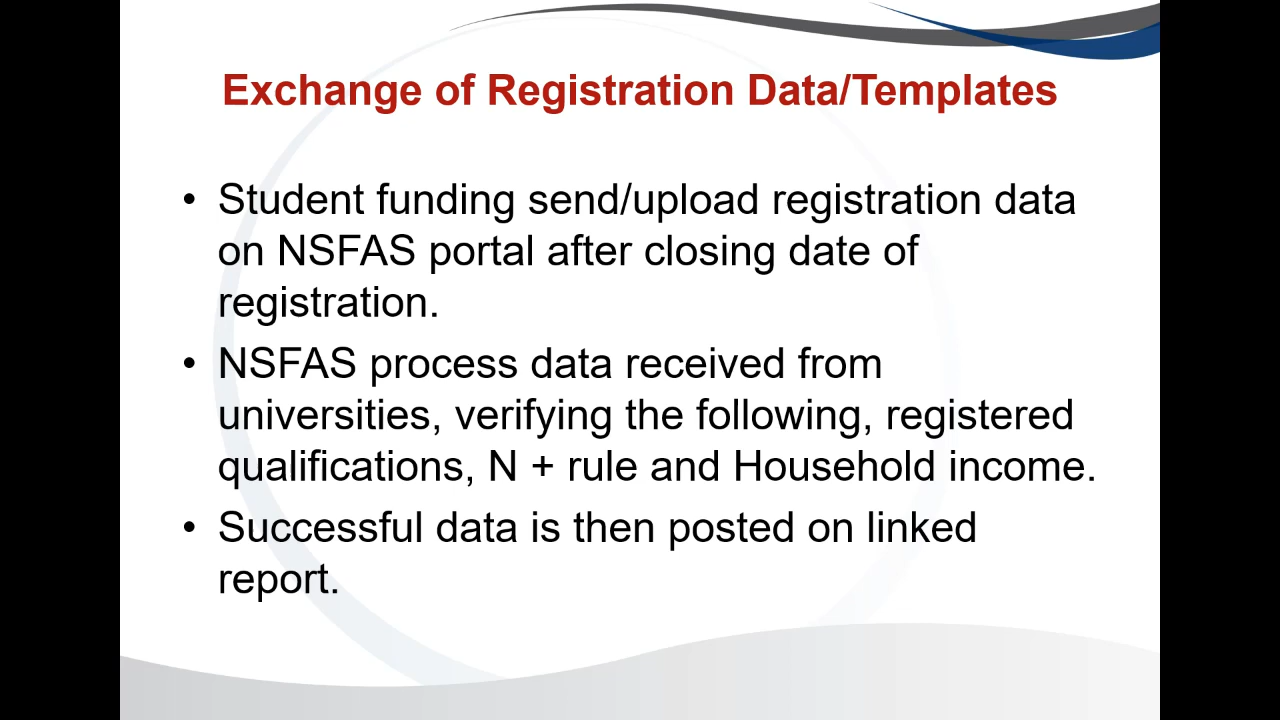 Exchange of Registration Data/Templates
• Student funding send/upload registration data
on NSFAS portal after closing date of
registration.
• NSFAS process data received from
universities, verifying the following, registered
qualifications, N + rule and Household income.
• Successful data is then posted on linked
report.